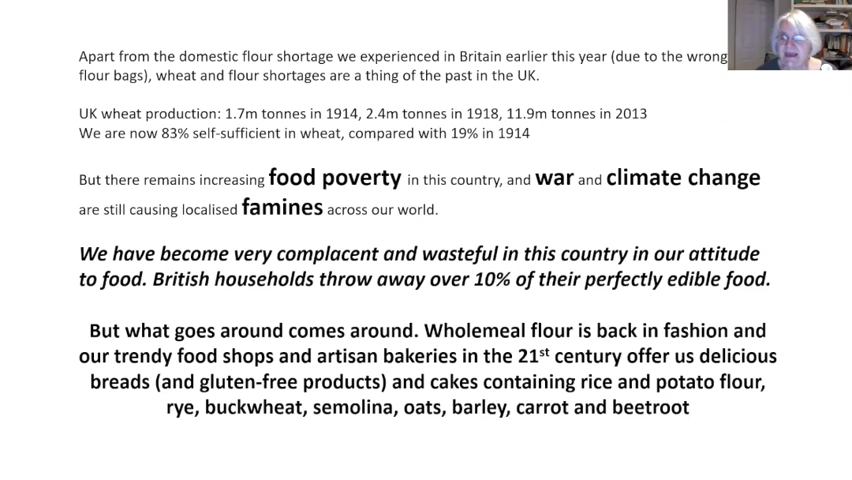 Apart from the domestic flour shortage we experienced in Britain earlier this year (due to the wrong
flour bags), wheat and flour shortages are a thing of the past in the UK.
UK wheat production: 1.7m tonnes in 1914, 2.4m tonnes in 1918, 11.9m tonnes in 2013
We are now 83% self-sufficient in wheat, compared with 19% in 1914
But there remains increasing food poverty in this country, and war and climate change
are still causing localised famines across our world.
We have become very complacent and wasteful in this country in our attitude
to food. British households throw away over 10% of their perfectly edible food.
But what goes around comes around. Wholemeal flour is back in fashion and
our trendy food shops and artisan bakeries in the 21st century offer us delicious
breads (and gluten-free products) and cakes containing rice and potato flour,
rye, buckwheat, semolina, oats, barley, carrot and beetroot